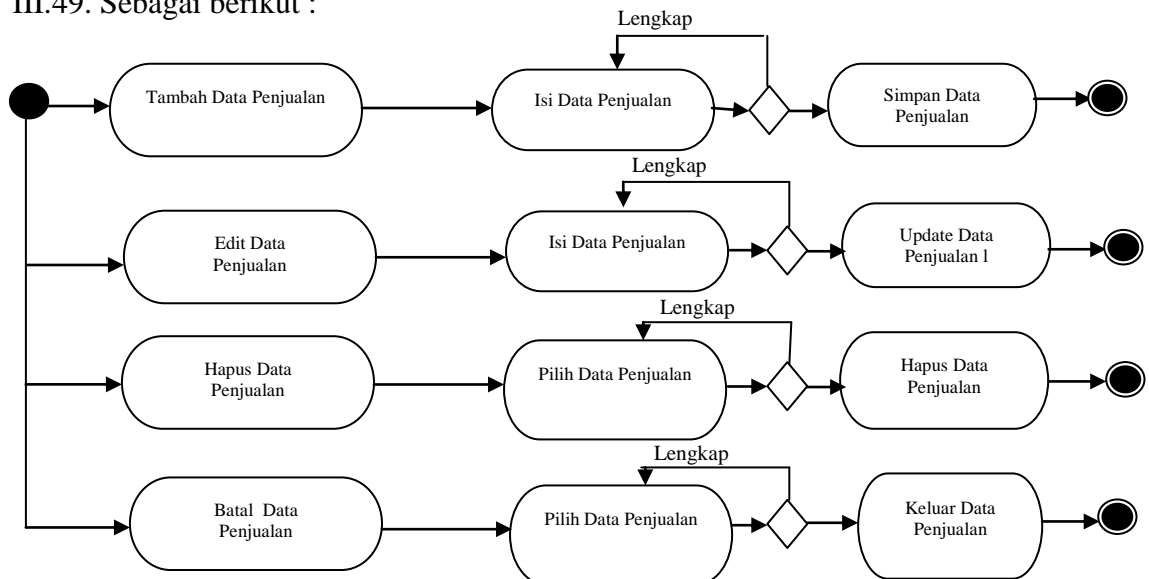 III.49. Sebagai berikut :
Lengkap
Tambah Data Penjualan
Isi Data Penjualan
Simpan Data
Penjualan
Lengkap
Edit Data
Penjualan
Isi Data Penjualan
Update Data
Penjualan l
Lengkap
Hapus Data
Penjualan
Pilih Data Penjualan
Hapus Data
Penjualan
Lengkap
Batal Data
Penjualan
Pilih Data Penjualan
Keluar Data
Penjualan